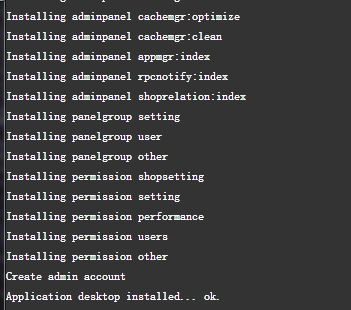 Installing adminpanel cachemgr:optimize
Installing adminpanel cachemgr:clean
Installing adminpanel appmgr:index
Installing adminpanel rpcnotify:index
Installing adminpanel shoprelation:index
Installing panelgroup setting
Installing panelgroup user
Installing panelgroup other
Installing permission shopsetting
Installing permission setting
Installing permission performance
Installing permission users
Installing permission other
Create admin account
Application desktop installed... ok.